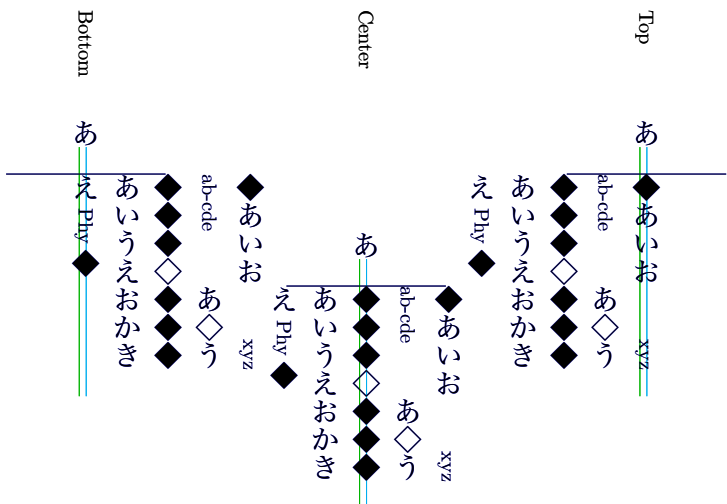 Top
あ
◆あいお xyz
ab-cde あ◇う
◆◆◆◇◆◆◆
あいうえおかき
え Phy ◆
Center
あ
◆あいお xyz
ab-cde あ◇う
◆◆◆◇◆◆◆
あいうえおかき
え Phy ◆
Bottom
あ
◆あいお xyz
ab-cde あ◇う
◆◆◆◇◆◆◆
あいうえおかき
え Phy ◆